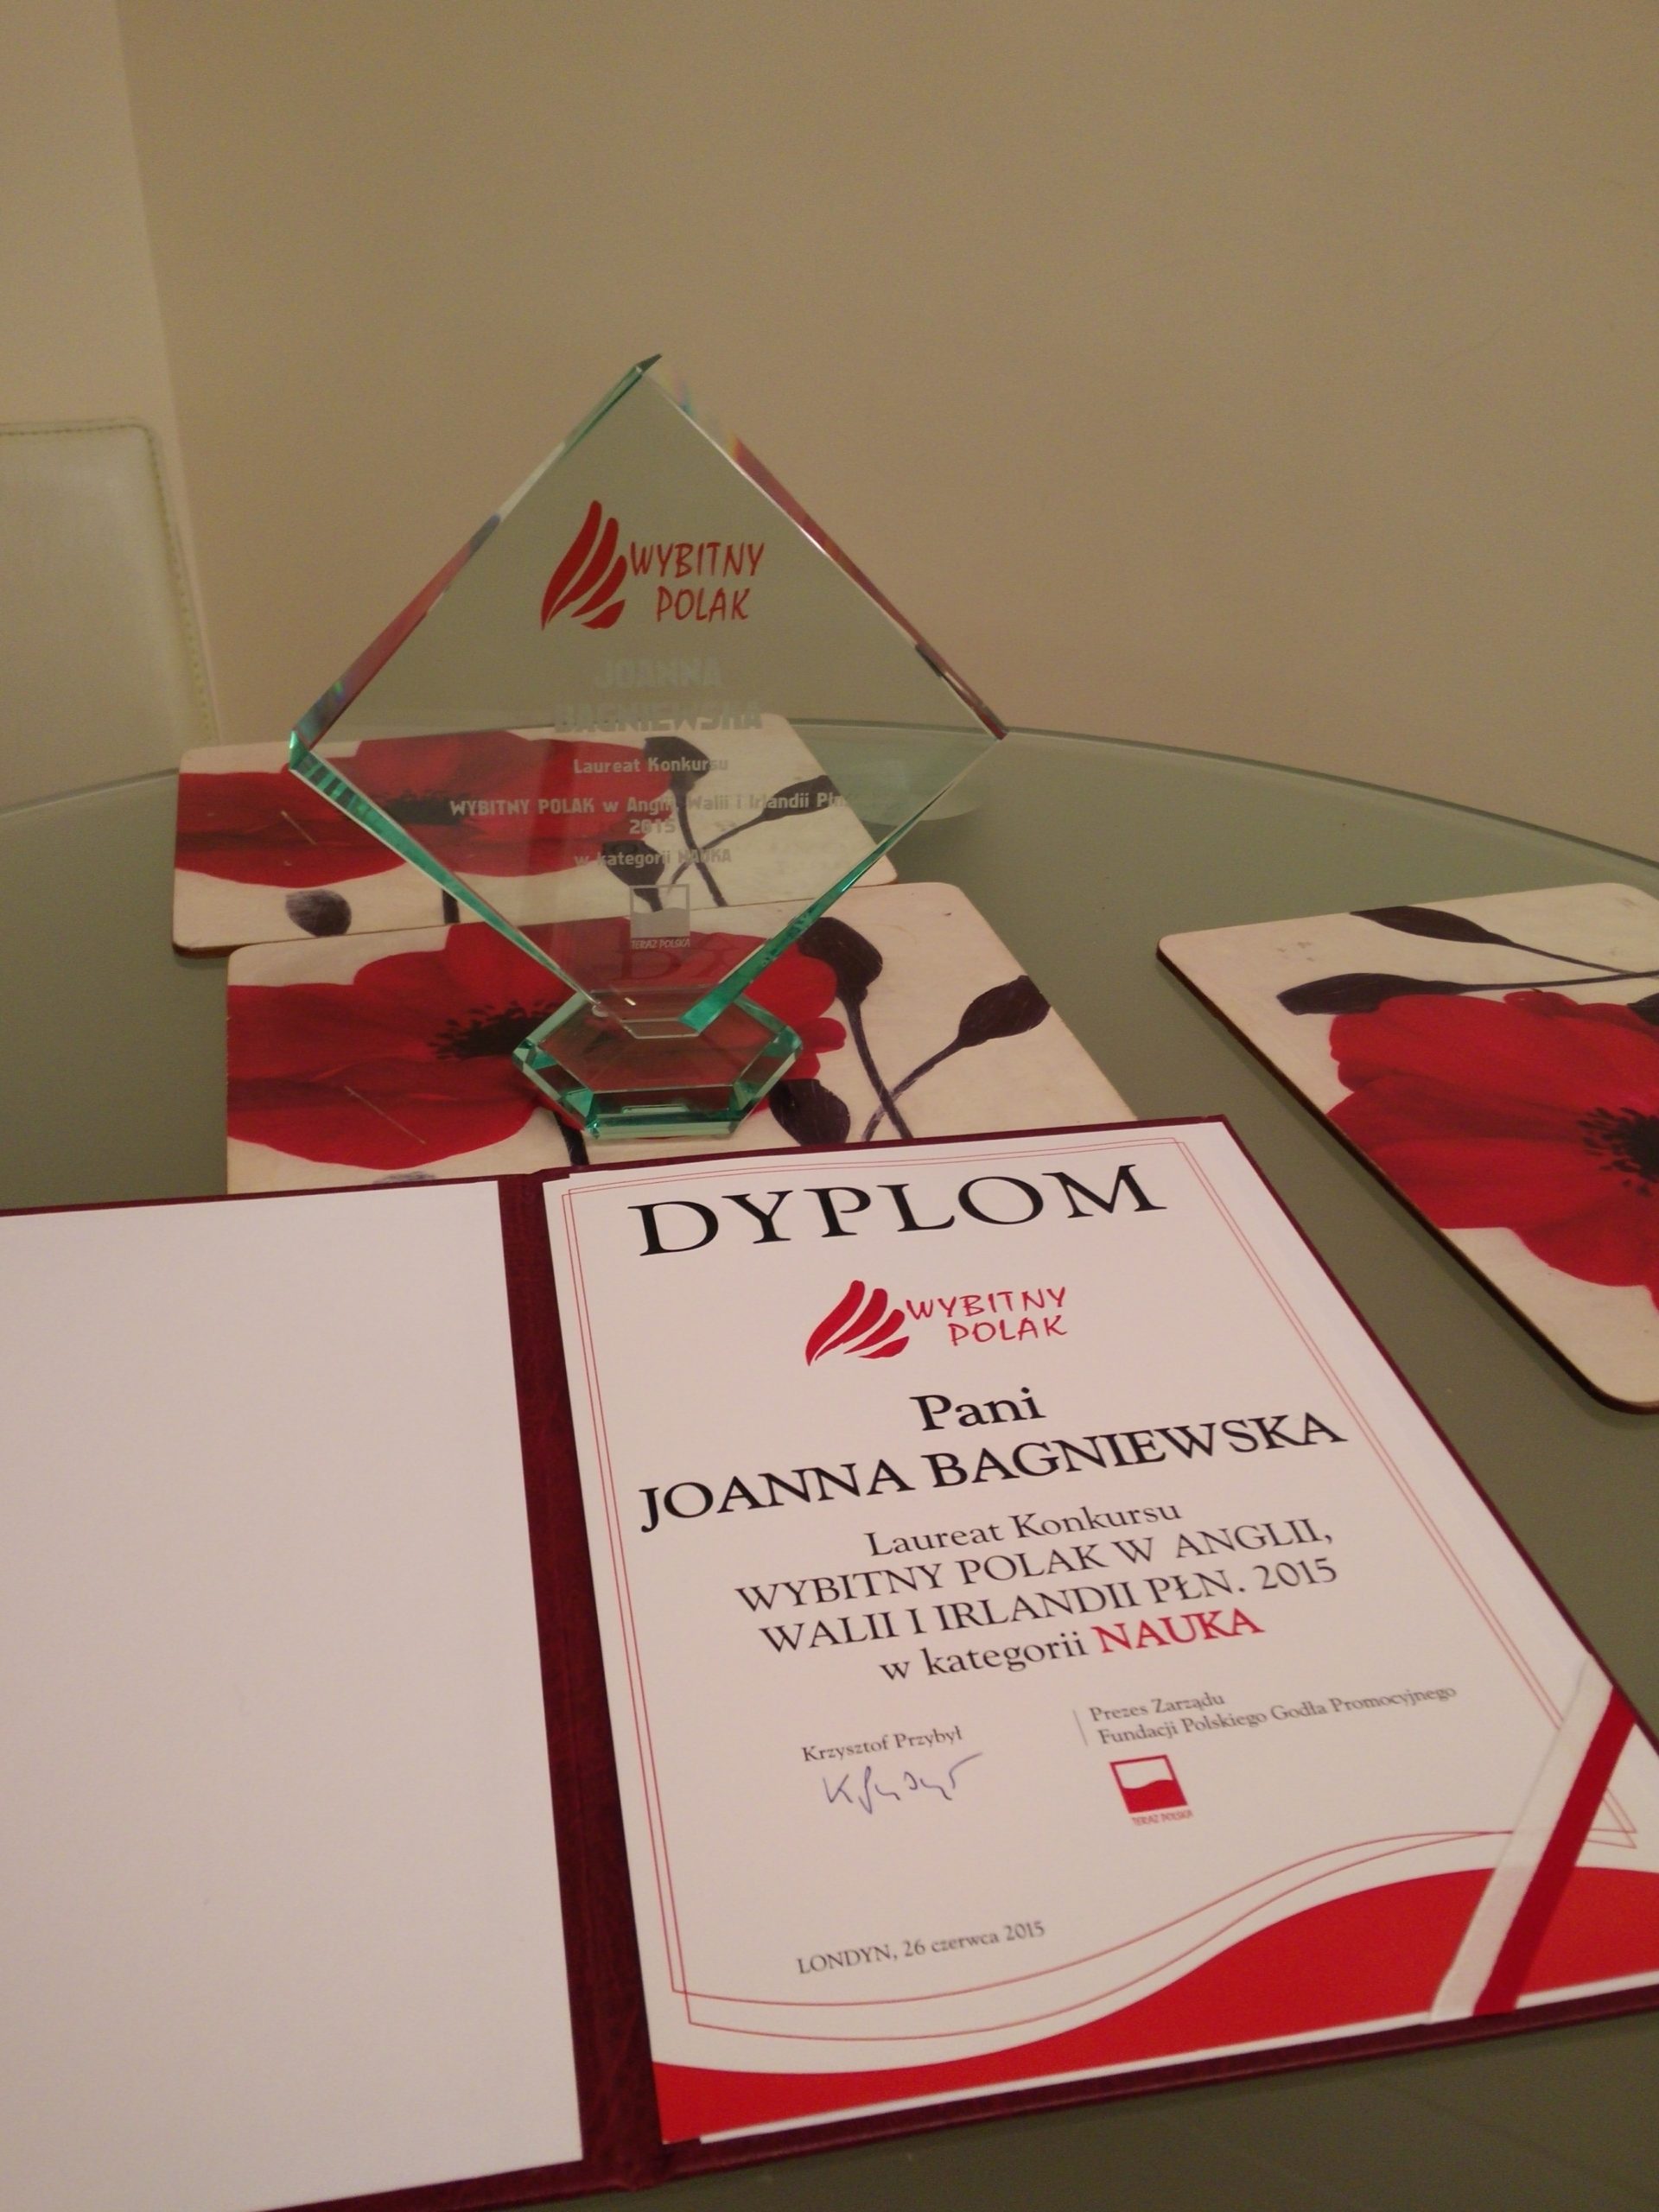 WYBITNY
POLAK
JOANNA
BAGNIEWSKA
Laureat Konkursu
WYBITNY POLAK w Anglii, Walii i Irlandii Płn.
2015
w kategorii NAUKA
TERAZ POLSKA
DYPLOM
WYBITNY
POLAK
Pani
JOANNA BAGNIEWSKA
Laureat Konkursu
WYBITNY POLAK W ANGLII,
WALII I IRLANDII PŁN. 2015
w kategorii NAUKA
Krzysztof Przybył
Prezes Zarządu
Fundacji Polskiego Godła Promocyjnego
TERAZ POLSKA
LONDYN, 26 czerwca 2015